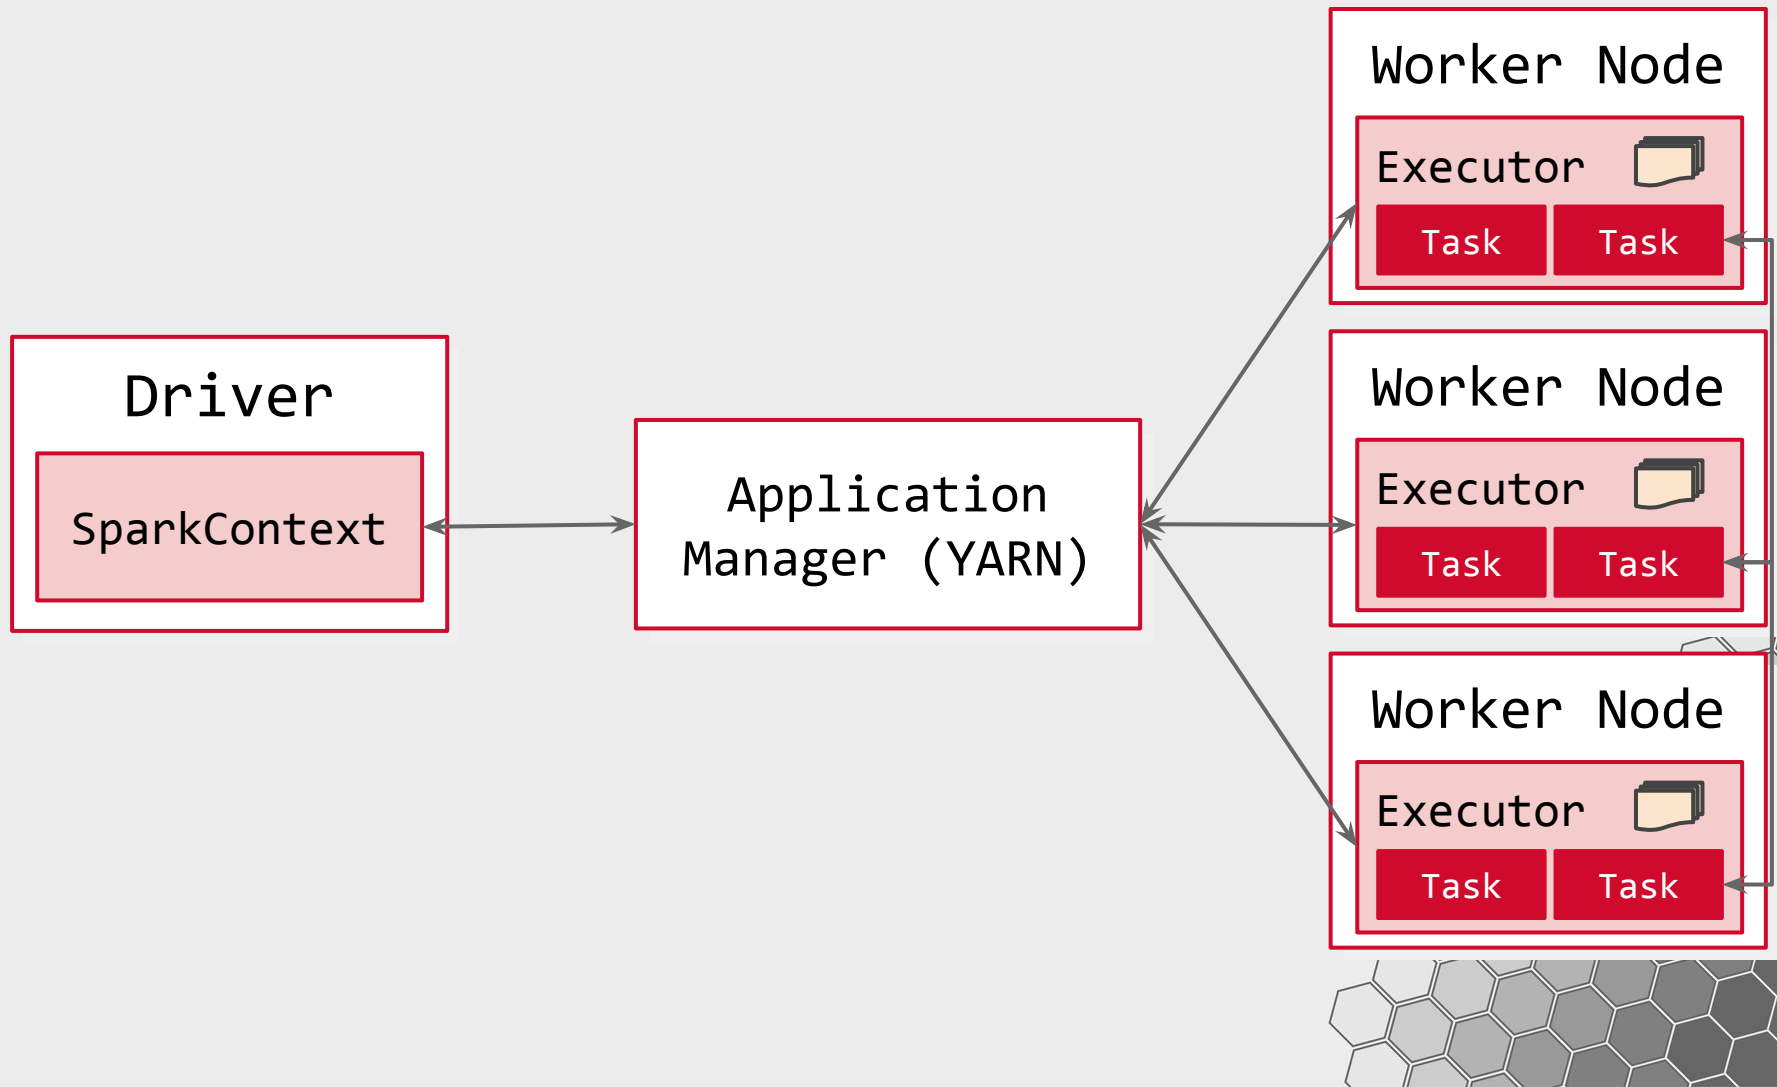 Driver
SparkContext
Application
Manager (YARN)
Worker Node
Executor
Task Task
Worker Node
Executor
Task Task
Worker Node
Executor
Task Task